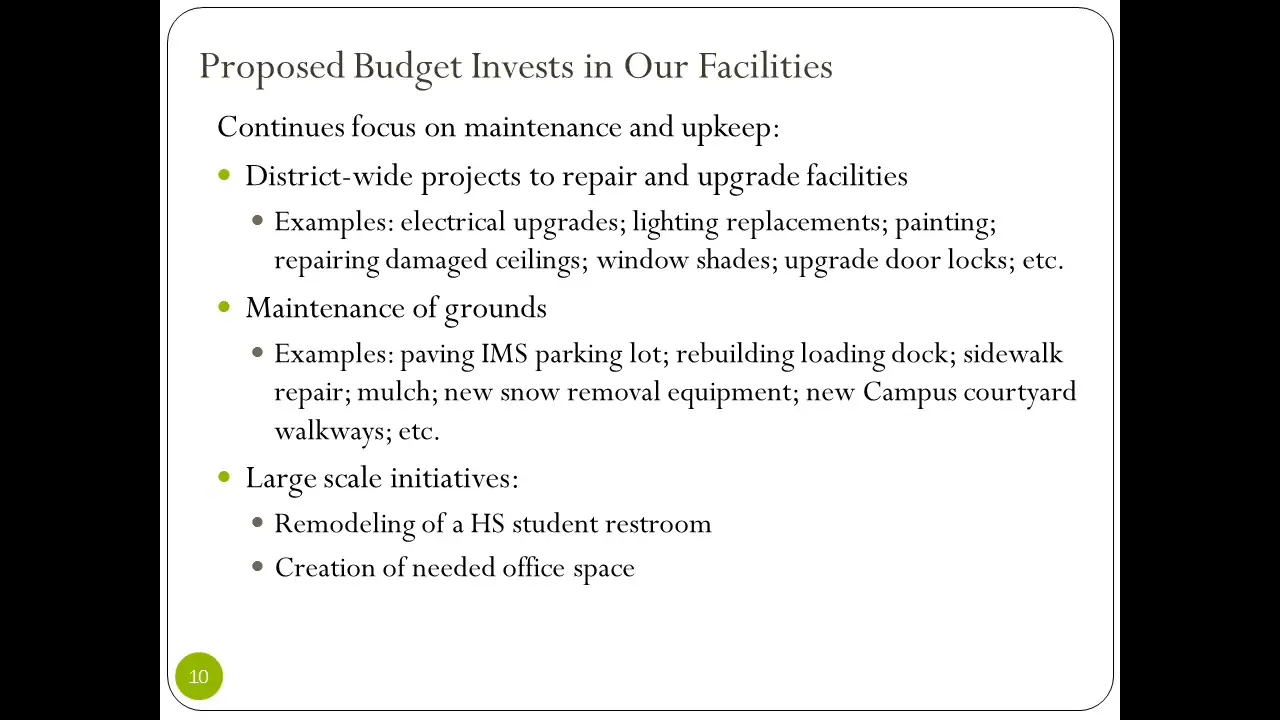 Proposed Budget Invests in Our Facilities
Continues focus on maintenance and upkeep:
• District-wide projects to repair and upgrade facilities
• Examples: electrical upgrades; lighting replacements; painting;
repairing damaged ceilings; window shades; upgrade door locks; etc.
• Maintenance of grounds
• Examples: paving IMS parking lot; rebuilding loading dock; sidewalk
repair; mulch; new snow removal equipment; new Campus courtyard
walkways; etc.
• Large scale initiatives:
• Remodeling of a HS student restroom
• Creation of needed office space
10